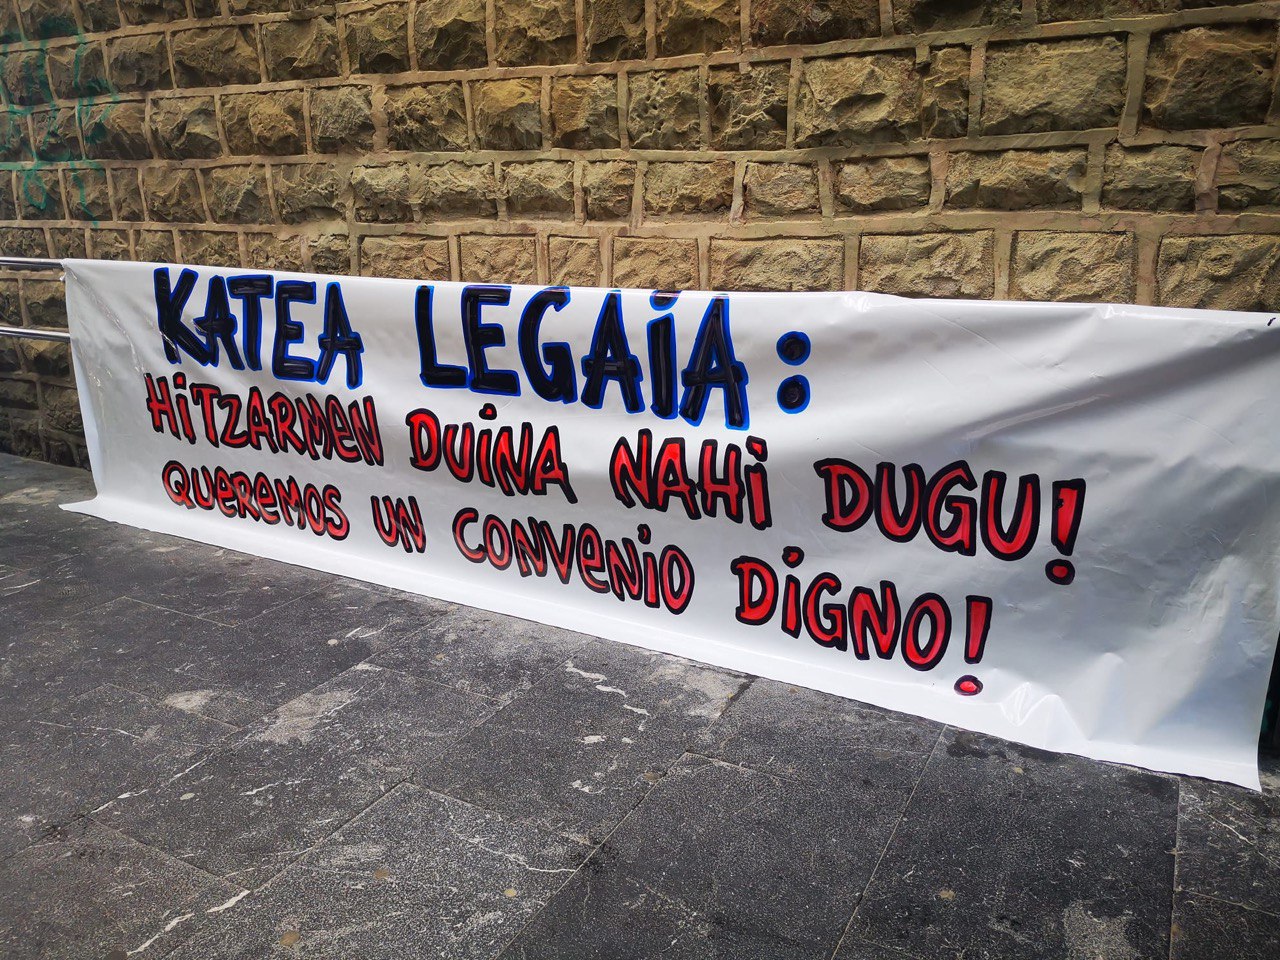 KATEA LEGAIA:
HITZARMEN DUINA NAHI DUGU!
QUEREMOS UN CONVENIO DIGNO!